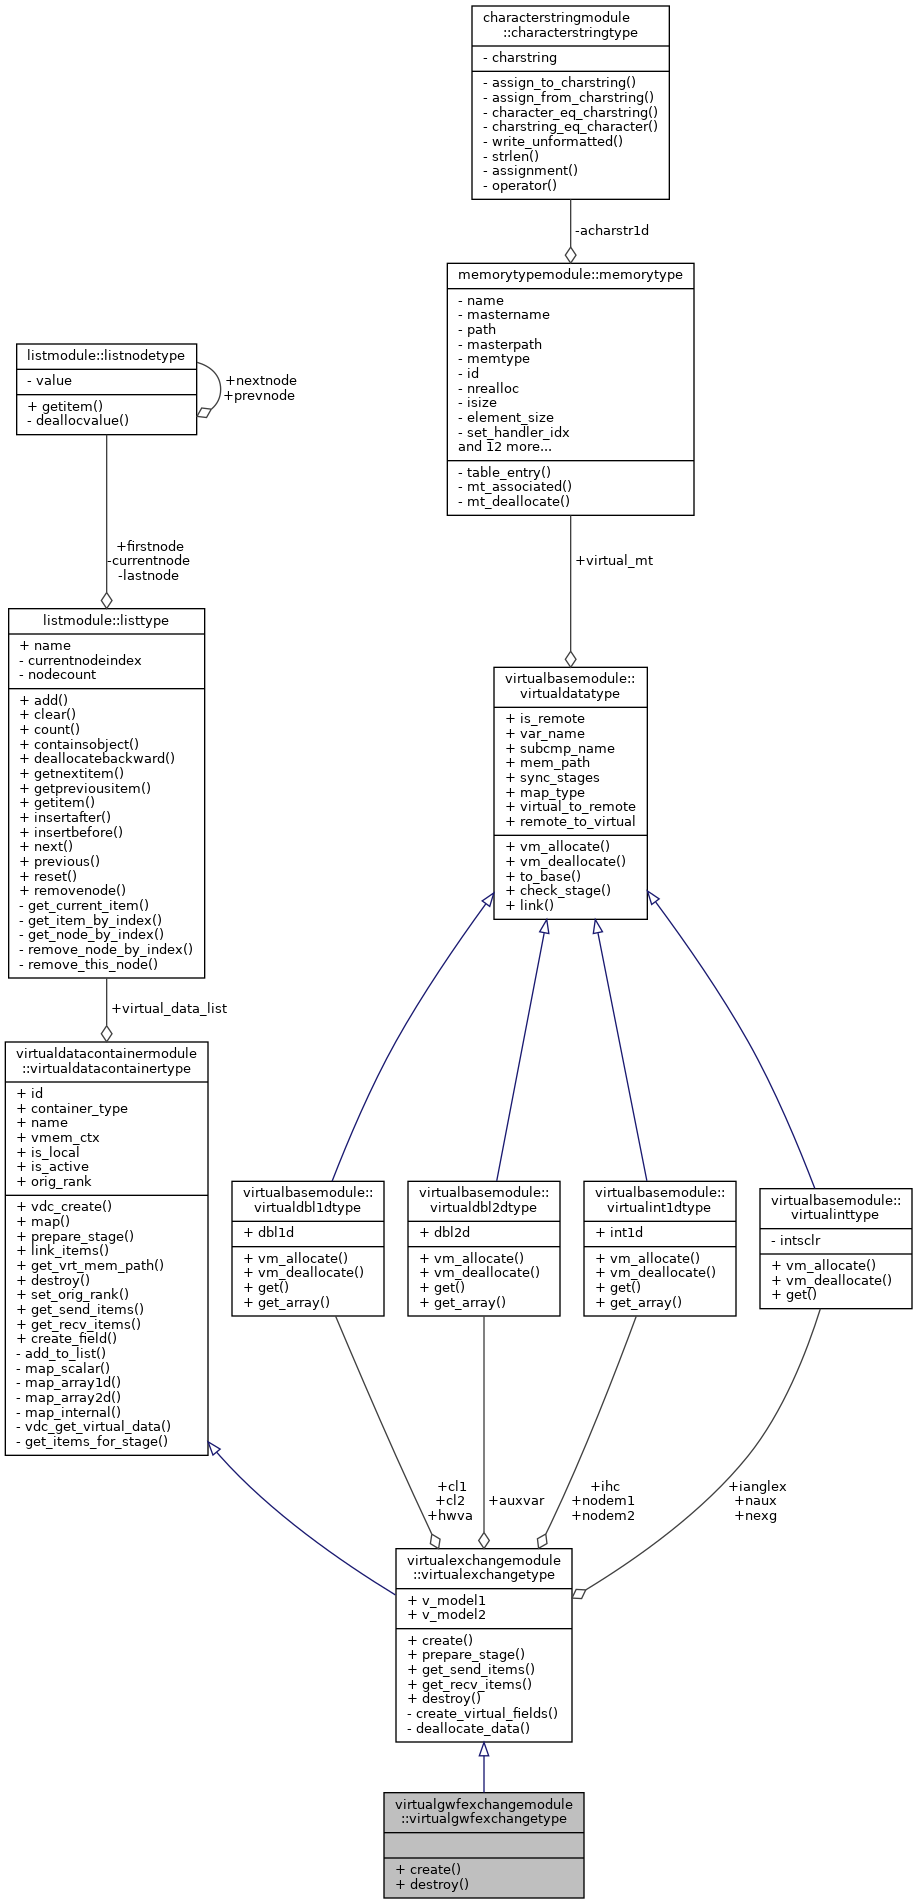 characterstringmodule
::characterstringtype
- charstring
- assign_to_charstring()
- assign_from_charstring()
- character_eq_charstring()
- charstring_eq_character()
- write_unformatted()
- strlen()
- assignment()
- operator()
-acharstr1d
memorytypemodule::memorytype
- name
- mastername
- path
- masterpath
- memtype
- id
- nrealloc
- isize
- element_size
- set_handler_idx
and 12 more...
- table_entry()
- mt_associated()
- mt_deallocate()
listmodule::listnodetype
- value
+ getitem()
- deallocvalue()
+nextnode
+prevnode
+firstnode
-currentnode
-lastnode
+virtual_mt
listmodule::listtype
+ name
- currentnodeindex
- nodecount
+ add()
+ clear()
+ count()
+ containsobject()
+ deallocatebackward()
+ getnextitem()
+ getpreviousitem()
+ getitem()
+ insertafter()
+ insertbefore()
+ next()
+ previous()
+ reset()
+ removenode()
- get_current_item()
- get_item_by_index()
- get_node_by_index()
- remove_node_by_index()
- remove_this_node()
virtualbasemodule::
virtualdatatype
+ is_remote
+ var_name
+ subcmp_name
+ mem_path
+ sync_stages
+ map_type
+ virtual_to_remote
+ remote_to_virtual
+ vm_allocate()
+ vm_deallocate()
+ to_base()
+ check_stage()
+ link()
+virtual_data_list
virtualdatacontainermodule
::virtualdatacontainertype
+ id
+ container_type
+ name
+ vmem_ctx
+ is_local
+ is_active
+ orig_rank
+ vdc_create()
+ map()
+ prepare_stage()
+ link_items()
+ get_vrt_mem_path()
+ destroy()
+ set_orig_rank()
+ get_send_items()
+ get_recv_items()
+ create_field()
- add_to_list()
- map_scalar()
- map_array1d()
- map_array2d()
- map_internal()
- vdc_get_virtual_data()
- get_items_for_stage()
virtualbasemodule::
virtualdbl1dtype
+ dbl1d
+ vm_allocate()
+ vm_deallocate()
+ get()
+ get_array()
virtualbasemodule::
virtualdbl2dtype
+ dbl2d
+ vm_allocate()
+ vm_deallocate()
+ get()
+ get_array()
virtualbasemodule::
virtualint1dtype
+ int1d
+ vm_allocate()
+ vm_deallocate()
+ get()
+ get_array()
virtualbasemodule::
virtualinttype
- intsclr
+ vm_allocate()
+ vm_deallocate()
+ get()
+cl1
+cl2
+hwva
+auxvar
+ihc
+nodem1
+nodem2
+ianglex
+naux
+nexg
virtualexchangemodule
::virtualexchangetype
+ v_model1
+ v_model2
+ create()
+ prepare_stage()
+ get_send_items()
+ get_recv_items()
+ destroy()
- create_virtual_fields()
- deallocate_data()
virtualgwfexchangemodule
::virtualgwfexchangetype
+ create()
+ destroy()